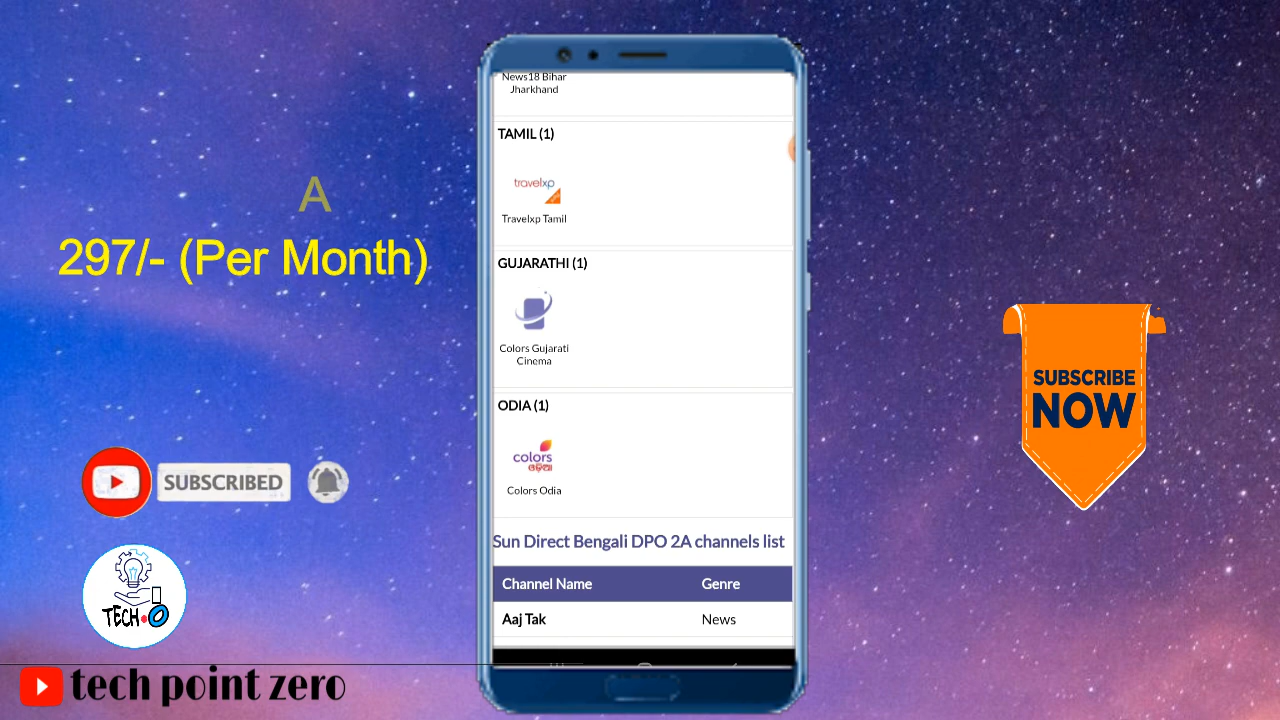 A
297/- (Per Month)
News18 Bihar
Jharkhand
TAMIL (1)
travelxp
Travelxp Tamil
GUJARATHI (1)
Colors Gujarati
Cinema
ODIA (1)
colors
ଓଡ଼ିଆ
Colors Odia
Sun Direct Bengali DPO 2A channels list
Channel Name Genre
Aaj Tak News
SUBSCRIBE
NOW
SUBSCRIBED
TECH.O
tech point zero